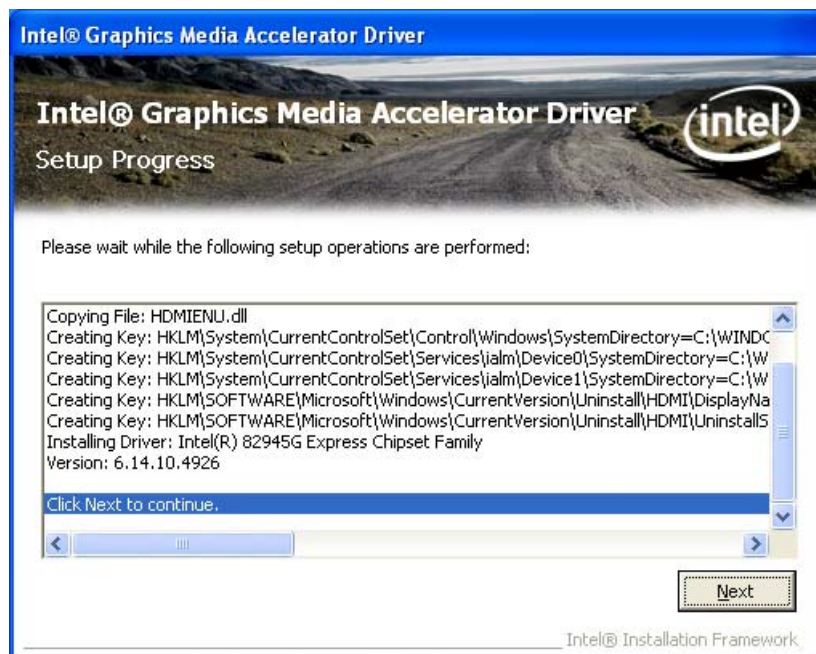 Intel® Graphics Media Accelerator Driver
Intel® Graphics Media Accelerator Driver
intel
Setup Progress
Please wait while the following setup operations are performed:
Copying File: HDMIENU.dll
Creating Key: HKLM\System\CurrentControlSet\Control\Windows\SystemDirectory=C:\WINDO
Creating Key: HKLM\System\CurrentControlSet\Services\ialm\Device0\SystemDirectory=C:\W
Creating Key: HKLM\System\CurrentControlSet\Services\ialm\Device1\SystemDirectory=C:\W
Creating Key: HKLM\SOFTWARE\Microsoft\Windows\CurrentVersion\Uninstall\HDMI\DisplayNa
Creating Key: HKLM\SOFTWARE\Microsoft\Windows\CurrentVersion\Uninstall\HDMI\UninstallS
Installing Driver: Intel(R) 82945G Express Chipset Family
Version: 6.14.10.4926
Click Next to continue.
Next
Intel® Installation Framework